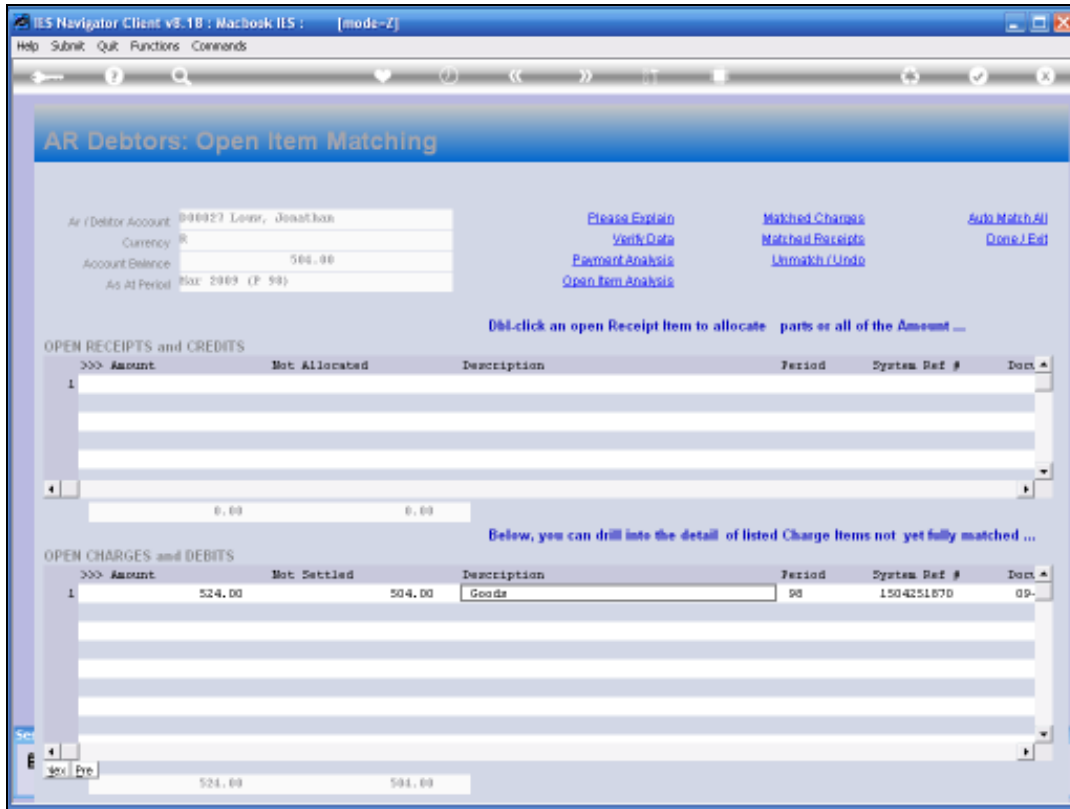 IES Navigator Client v8.18 : Macbook IES : [mode=Z]
Help Submit Quit Functions Commands
AR Debtors: Open Item Matching
Ar / Debtor Account Jonathan
Please Explain Matched Charges Auto Match All
Currency R
Verify Data Matched Receipts Done / Exit
Account Balance 504.00
Payment Analysis Unmatch / Undo
As At Period Mar 2009 (P 98)
Open Item Analysis
Dbl-click an open Receipt Item to allocate parts or all of the Amount ...
OPEN RECEIPTS and CREDITS
>>> Amount Not Allocated Description Period System Ref #
1
0.00 0.00
Below, you can drill into the detail of listed Charge Items not yet fully matched ...
OPEN CHARGES and DEBITS
>>> Amount Not Settled Description Period System Ref #
1 524.00 504.00 Goods 98 1504251870 09-
Pre
524.00 504.00